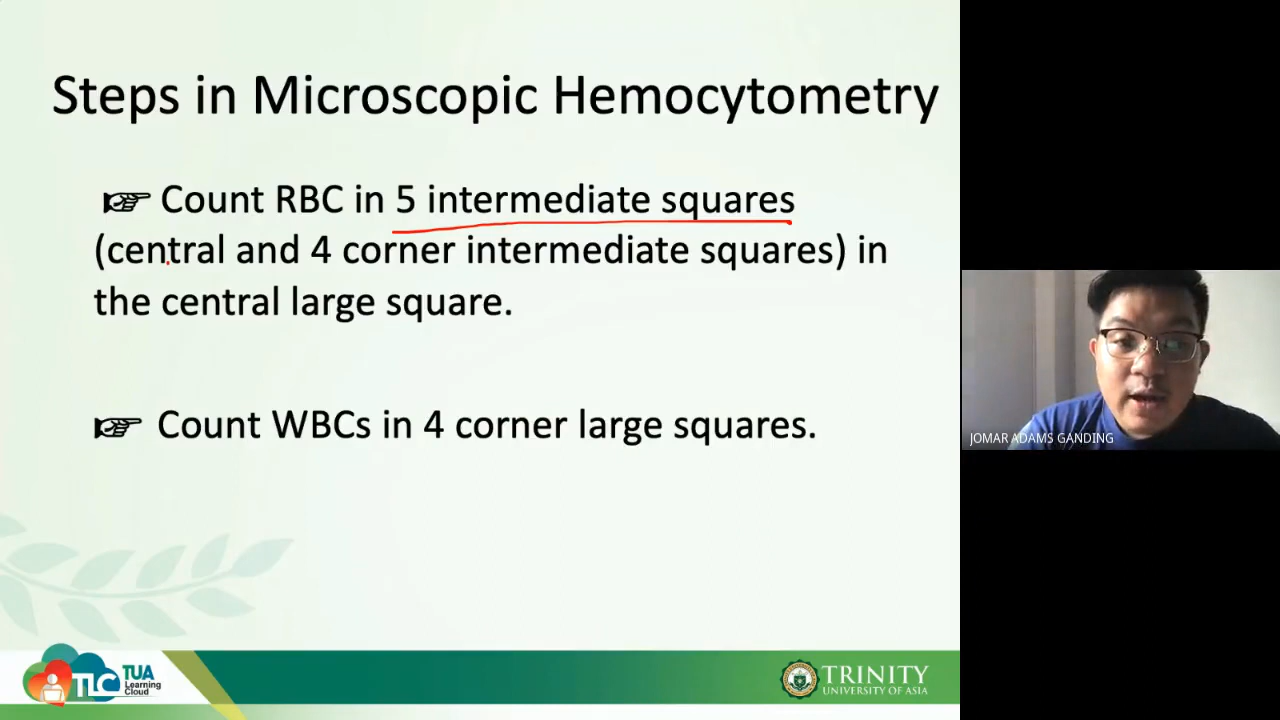 Steps in Microscopic Hemocytometry
☞ Count RBC in 5 intermediate squares
(central and 4 corner intermediate squares) in
the central large square.
☞ Count WBCs in 4 corner large squares.
JOMAR ADAMS GANDING
TLC TUA
Learning
Cloud
TRINITY
UNIVERSITY OF ASIA